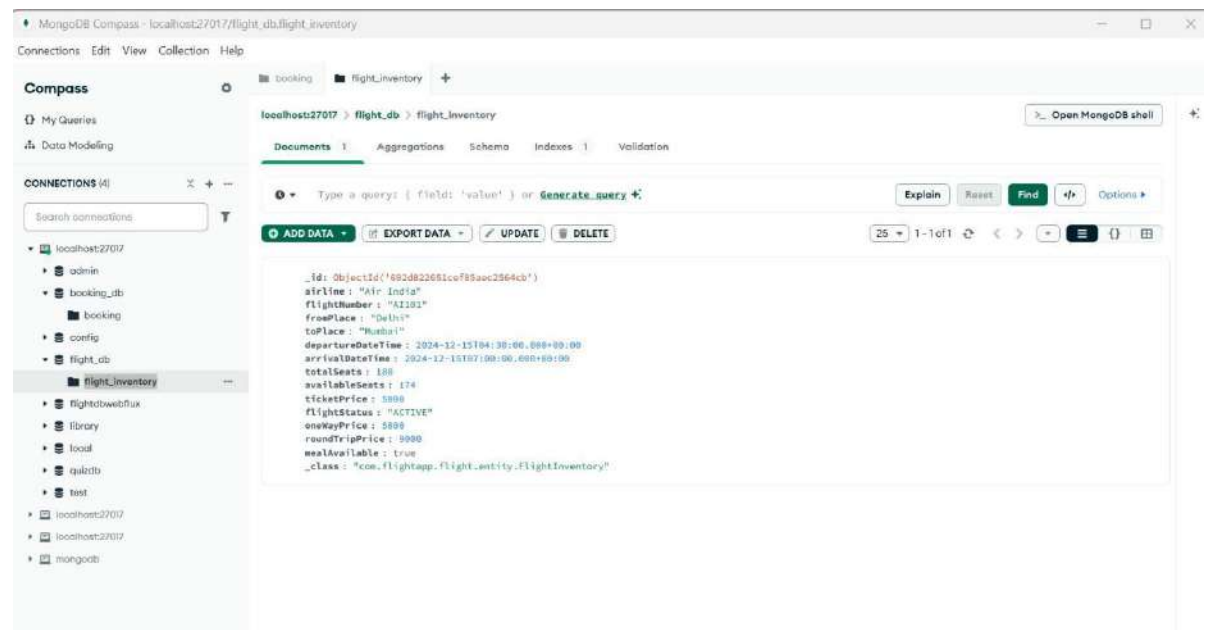 MongoDB Compass - localhost:27017/flight_db.flight_inventory
Connections Edit View Collection Help
Compass
My Queries
Data Modeling
CONNECTIONS (4)
Search connections
localhost:27017
admin
booking_db
booking
config
flight_db
flight_inventory
flightdbwebflux
library
local
quizdb
test
localhost:27017
localhost:27017
mongodb
booking
flight_inventory
localhost:27017 > flight_db > flight_inventory
>_ Open MongoDB shell
Documents 1 Aggregations Schema Indexes 1 Validation
Type a query: { field: 'value' } or Generate query
Explain Reset Find </> Options
ADD DATA EXPORT DATA UPDATE DELETE
25 1-1 of 1
_id: ObjectId(
airline : "Air India"
flightNumber : "AI101"
fromPlace : "Delhi"
toPlace : "Mumbai"
departureDateTime : 2024-12-15T04:30:00.000+00:00
arrivalDateTime : 2024-12-15T07:00:00.000+00:00
totalSeats : 180
availableSeats : 174
ticketPrice : 5000
flightStatus : "ACTIVE"
oneWayPrice : 5000
roundTripPrice : 9000
mealAvailable : true
_class : "com.flightapp.flight.entity.FlightInventory"